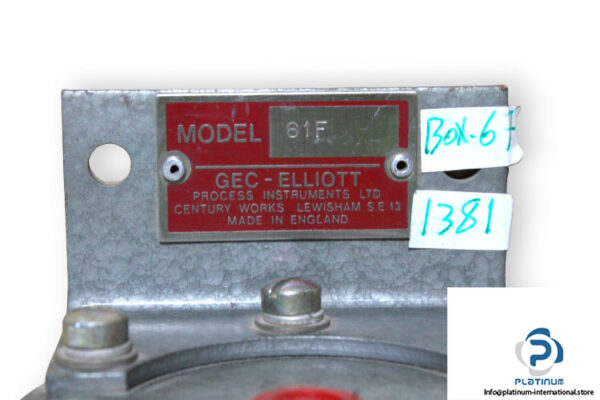 MODEL 61F
GEC-ELLIOTT
PROCESS INSTRUMENTS LTD
CENTURY WORKS LEWISHAM S.E.13
MADE IN ENGLAND
BOX-67
1381
PLATINUM
Info@platinum-international.store